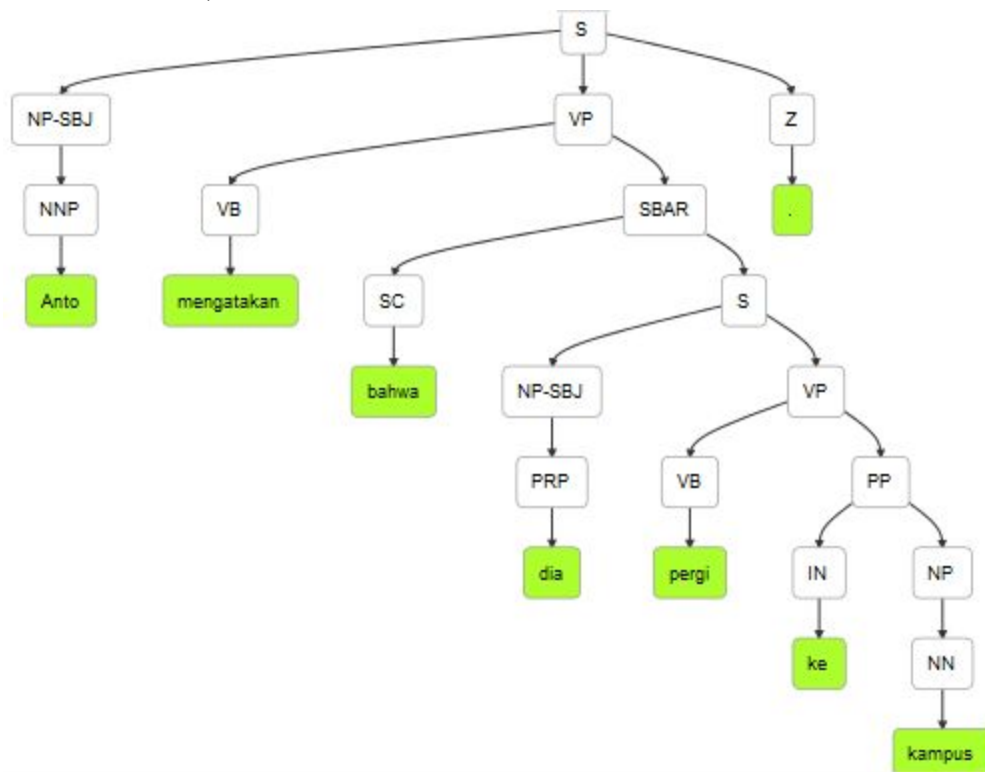 S
NP-SBJ VP Z
NNP VB SBAR .
Anto mengatakan SC S
bahwa NP-SBJ VP
PRP VB PP
dia pergi IN NP
ke NN
kampus